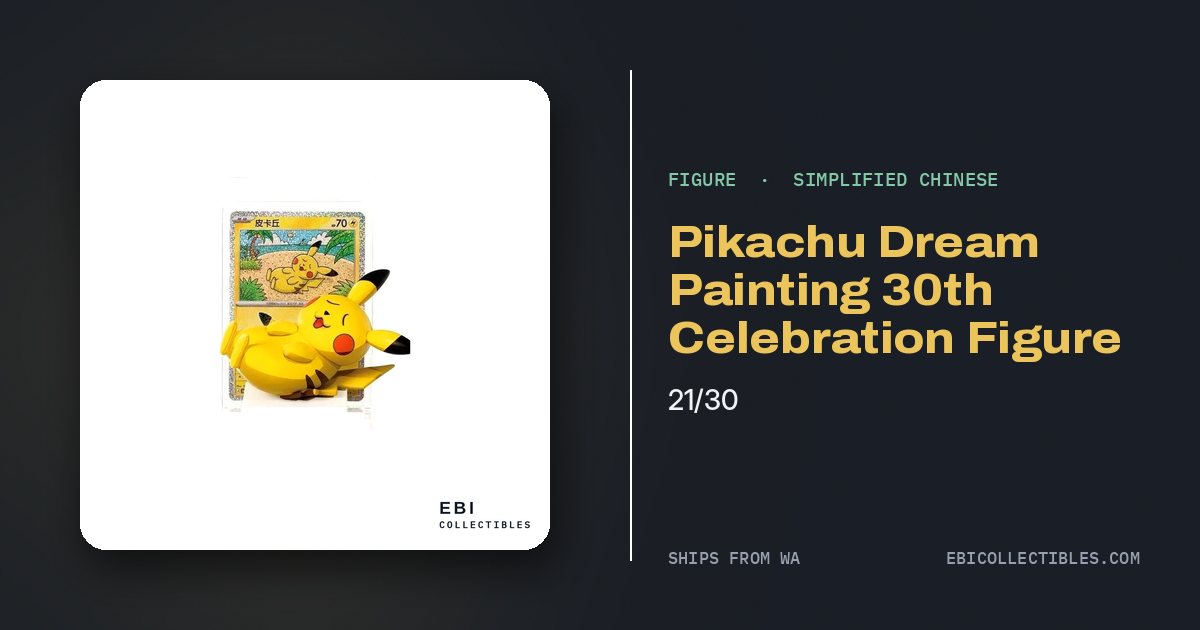 皮卡丘
HP70
EBI
COLLECTIBLES
FIGURE · SIMPLIFIED CHINESE
Pikachu Dream
Painting 30th
Celebration Figure
21/30
SHIPS FROM WA
EBICOLLECTIBLES.COM